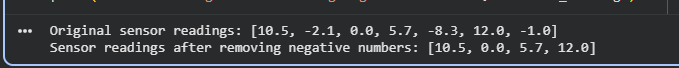 Original sensor readings: [10.5, -2.1, 0.0, 5.7, -8.3, 12.0, -1.0]
Sensor readings after removing negative numbers: [10.5, 0.0, 5.7, 12.0]